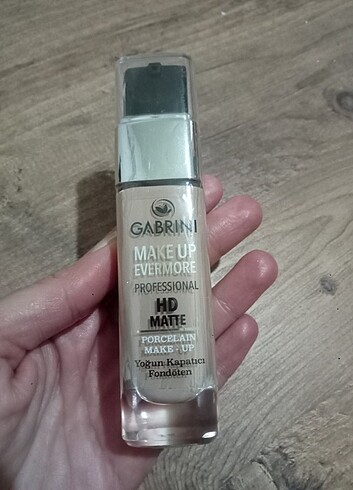 GABRINI
MAKE UP
EVERMORE
PROFESSIONAL
HD
MATTE
PORCELAIN
MAKE - UP
Yoğun Kapatıcı
Fondöten